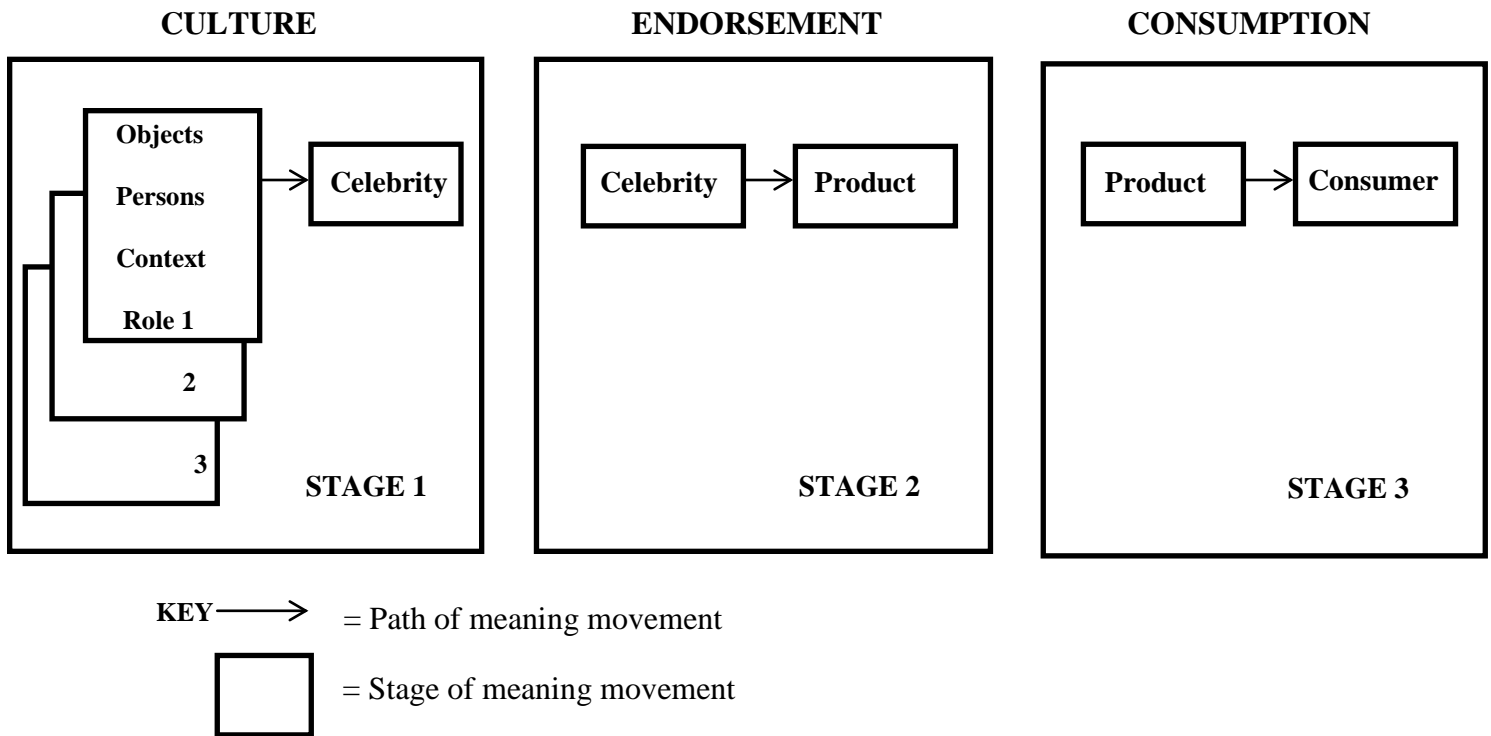 CULTURE
ENDORSEMENT
CONSUMPTION
Objects
Persons
Context
Role 1
2
3
Celebrity
STAGE 1
Celebrity
Product
STAGE 2
Product
Consumer
STAGE 3
KEY
= Path of meaning movement
= Stage of meaning movement